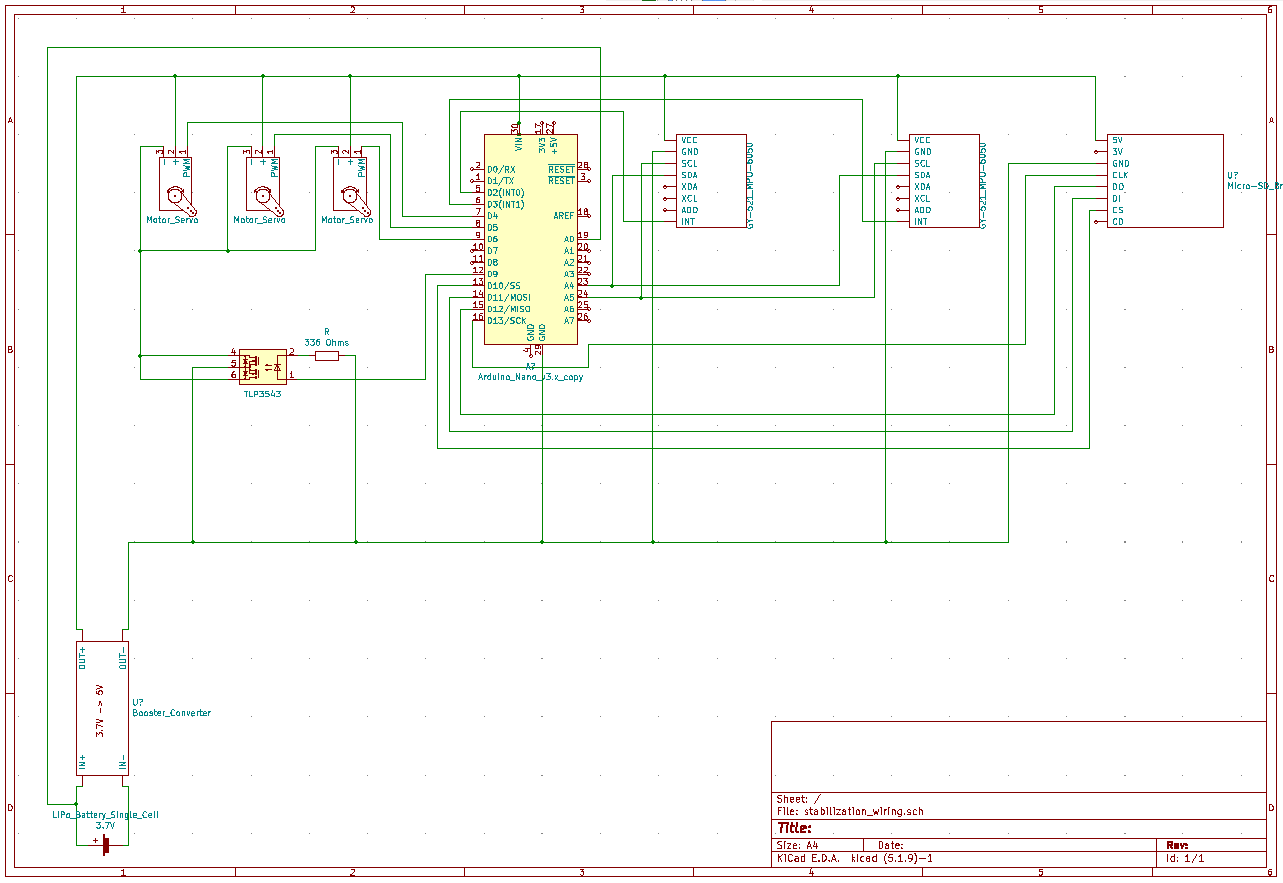 1 2 3 4 5 6
A
B
C
D
3 2 1
- + PWM
Motor_Servo
3 2 1
- + PWM
Motor_Servo
3 2 1
- + PWM
Motor_Servo
30 17 27
VIN 3V3 +5V
2 D0/RX RESET 28
1 D1/TX RESET 3
5 D2(INT0)
6 D3(INT1)
7 D4 AREF 18
8 D5
9 D6 A0 19
10 D7 A1 20
11 D8 A2 21
12 D9 A3 22
13 D10/SS A4 23
14 D11/MOSI A5 24
15 D12/MISO A6 25
16 D13/SCK A7 26
GND GND
4 29
A?
Arduino_Nano_v3.x_copy
VCC
GND
SCL
SDA
XDA
XCL
ADD
INT
GY-521_MPU-6050
VCC
GND
SCL
SDA
XDA
XCL
ADD
INT
GY-521_MPU-6050
5V
3V
GND
CLK
DO
DI
CS
CD
U?
Micro-SD_Br
R
336 Ohms
4 2
5
6 1
TLP3543
OUT+ OUT-
3.7V -> 5V
IN+ IN-
U?
Booster_Converter
LiPo_Battery_Single_Cell
3.7V
+
Sheet: /
File: stabilization_wiring.sch
Title:
Size: A4 Date: Rev:
KiCad E.D.A. kicad (5.1.9)-1 Id: 1/1
A
B
C
D
1 2 3 4 5 6